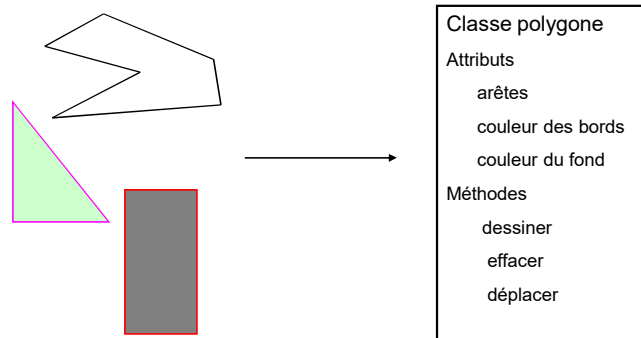 Classe polygone
Attributs
arêtes
couleur des bords
couleur du fond
Méthodes
dessiner
effacer
déplacer